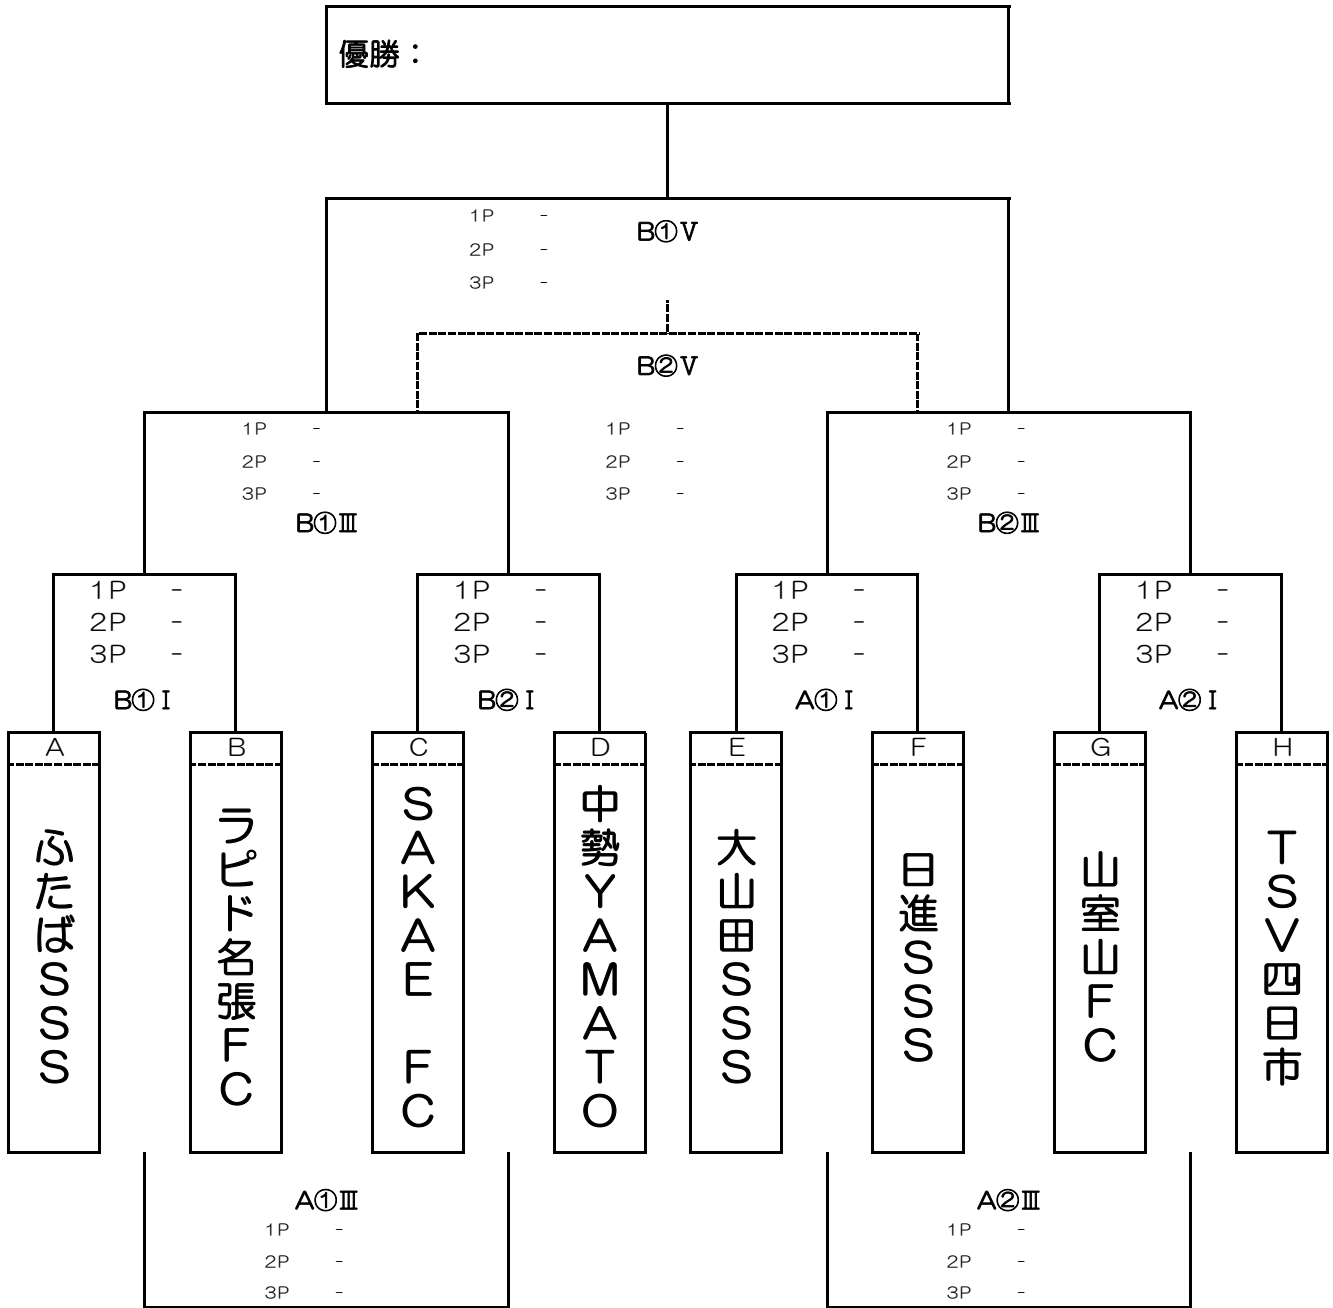 優勝：
1P -
B①Ⅴ
2P -
3P -
B②Ⅴ
1P - 1P - 1P -
2P - 2P - 2P -
3P - 3P - 3P -
B①Ⅲ B②Ⅲ
1P - 1P - 1P - 1P -
2P - 2P - 2P - 2P -
3P - 3P - 3P - 3P -
B①Ⅰ B②Ⅰ A①Ⅰ A②Ⅰ
A B C D E F G H
ふたばSSS
ラピド名張FC
SAKAE FC
中勢YAMATO
大山田SSS
日進SSS
山室山FC
TSV四日市
A①Ⅲ A②Ⅲ
1P - 1P -
2P - 2P -
3P - 3P -